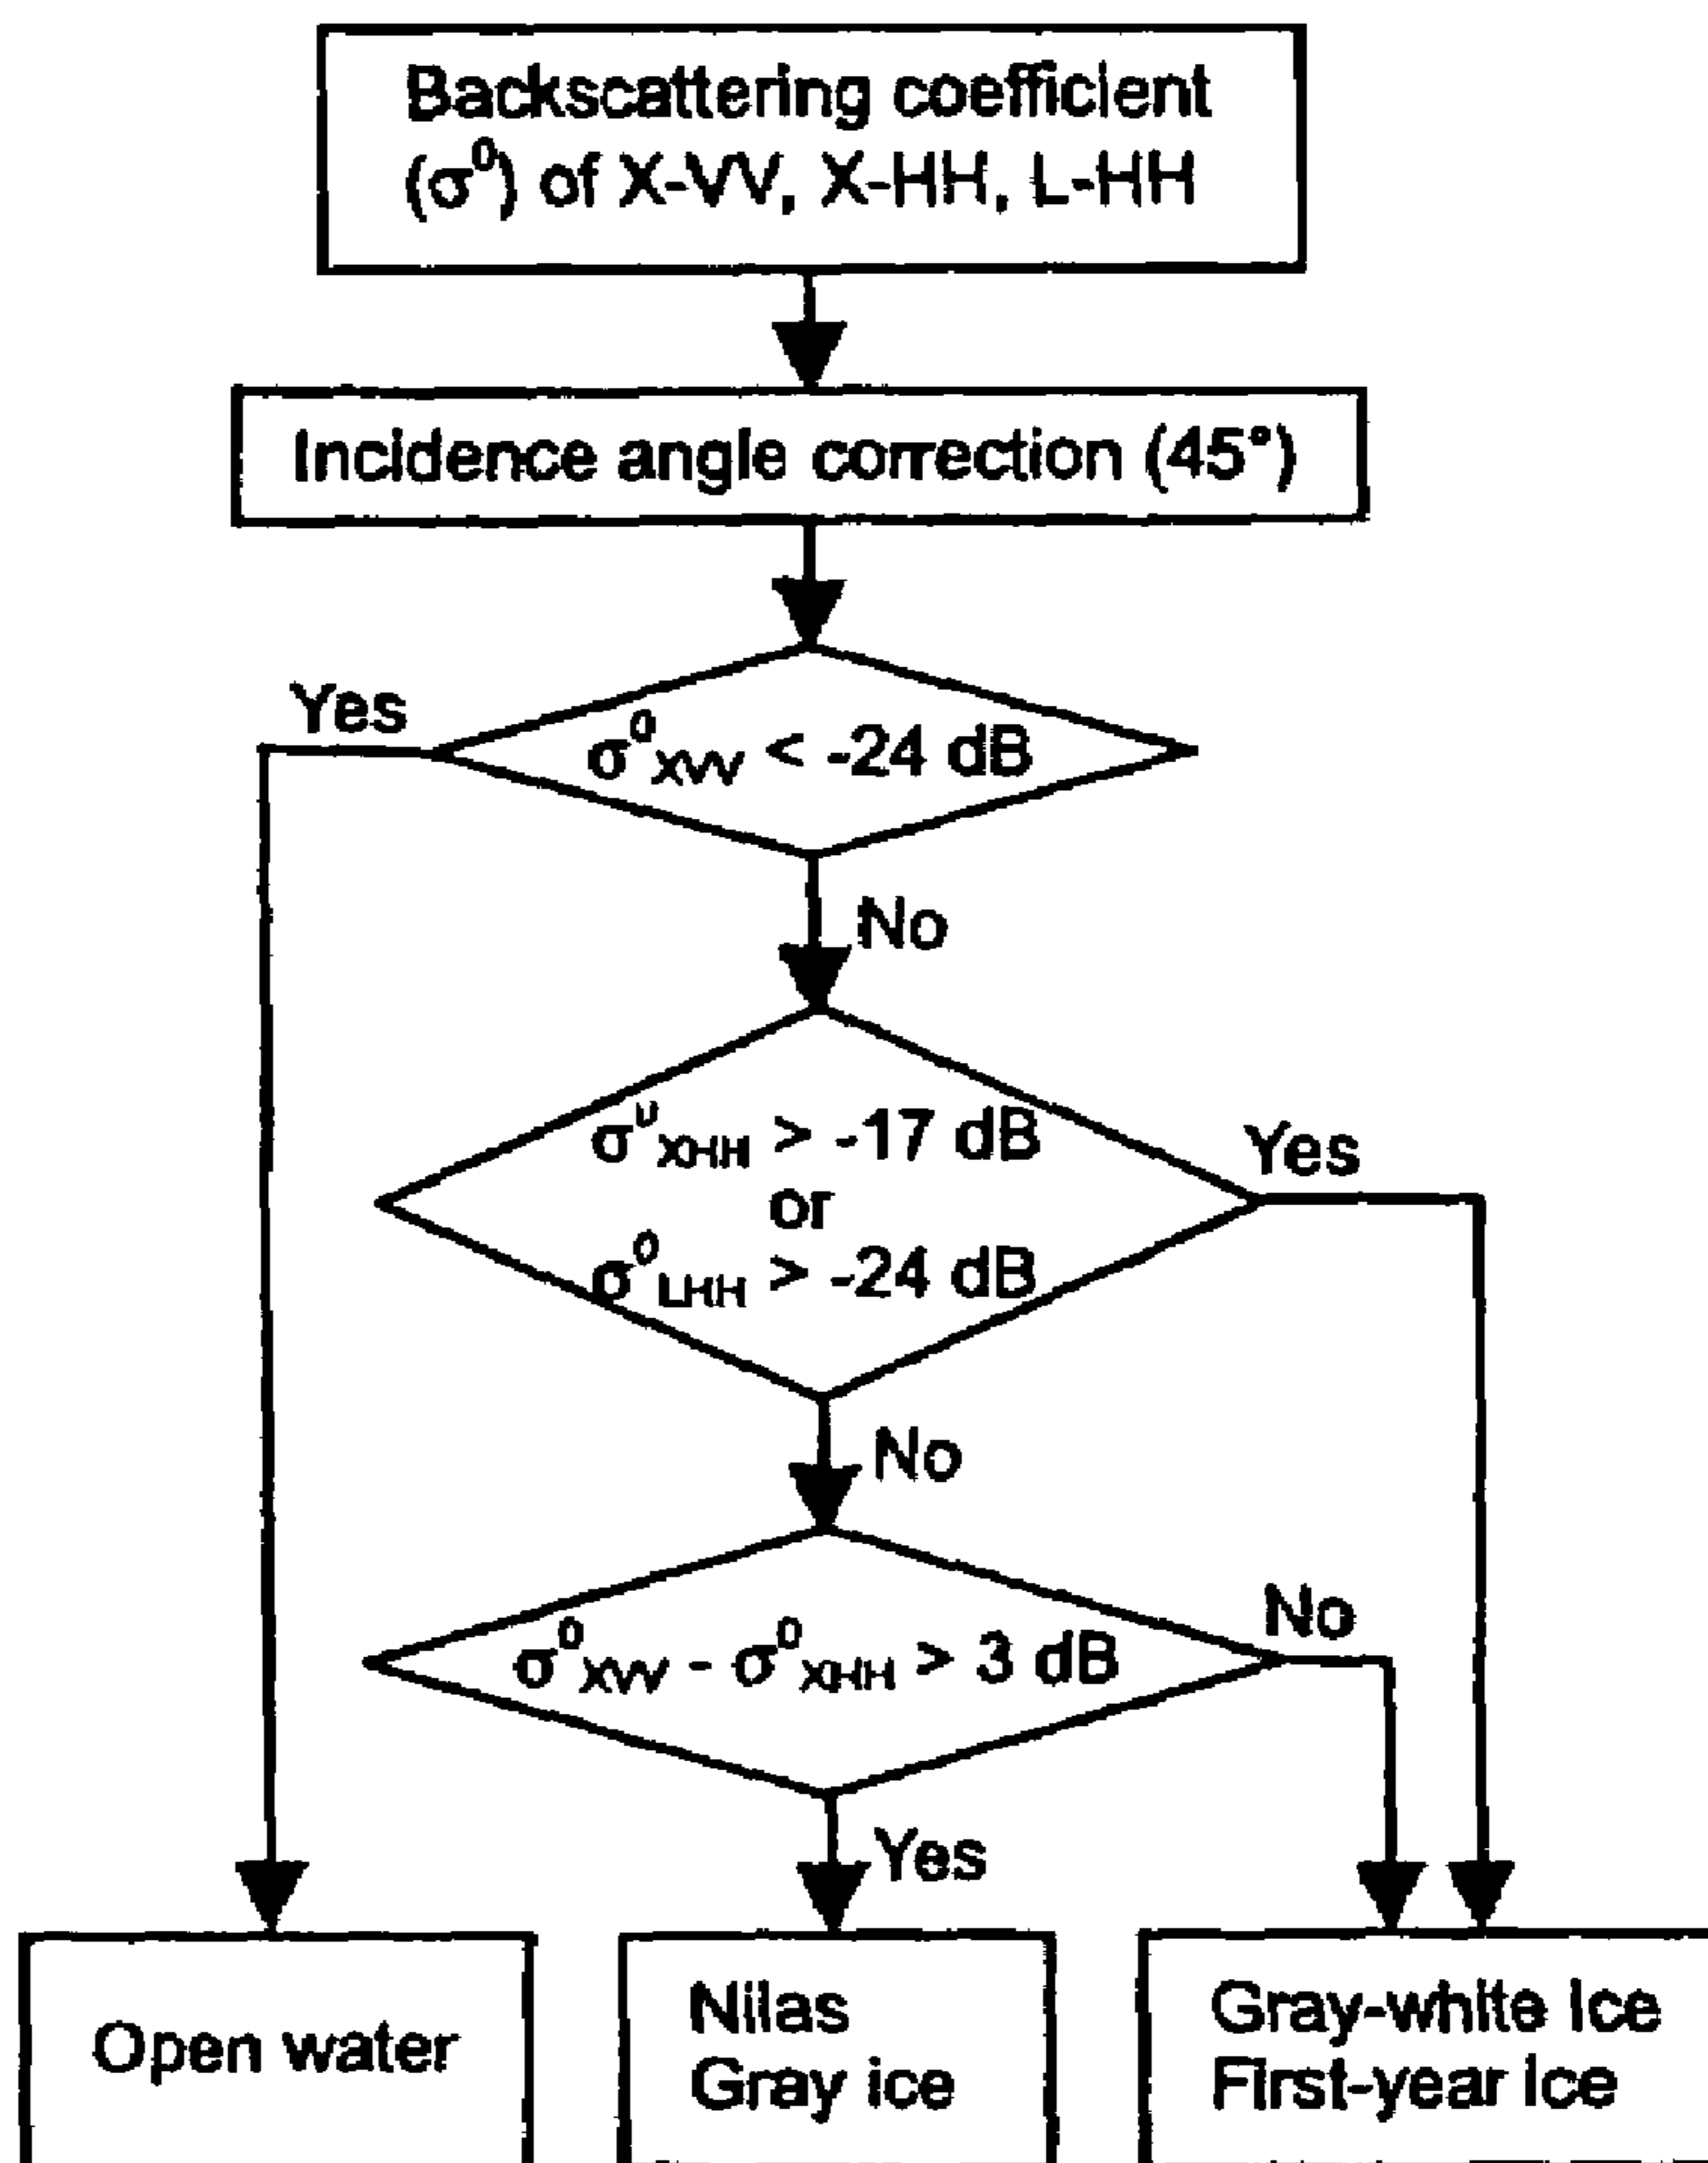 Backscattering coefficient
(σ⁰) of X-VV, X-HH, L-HH
Incidence angle correction (45°)
Yes
σ⁰XVV < -24 dB
No
σ⁰XHH > -17 dB
Yes
or
σ⁰LHH > -24 dB
No
No
σ⁰XVV - σ⁰XHH > 3 dB
Yes
Open water
Nilas
Gray ice
Gray-white Ice
First-year Ice